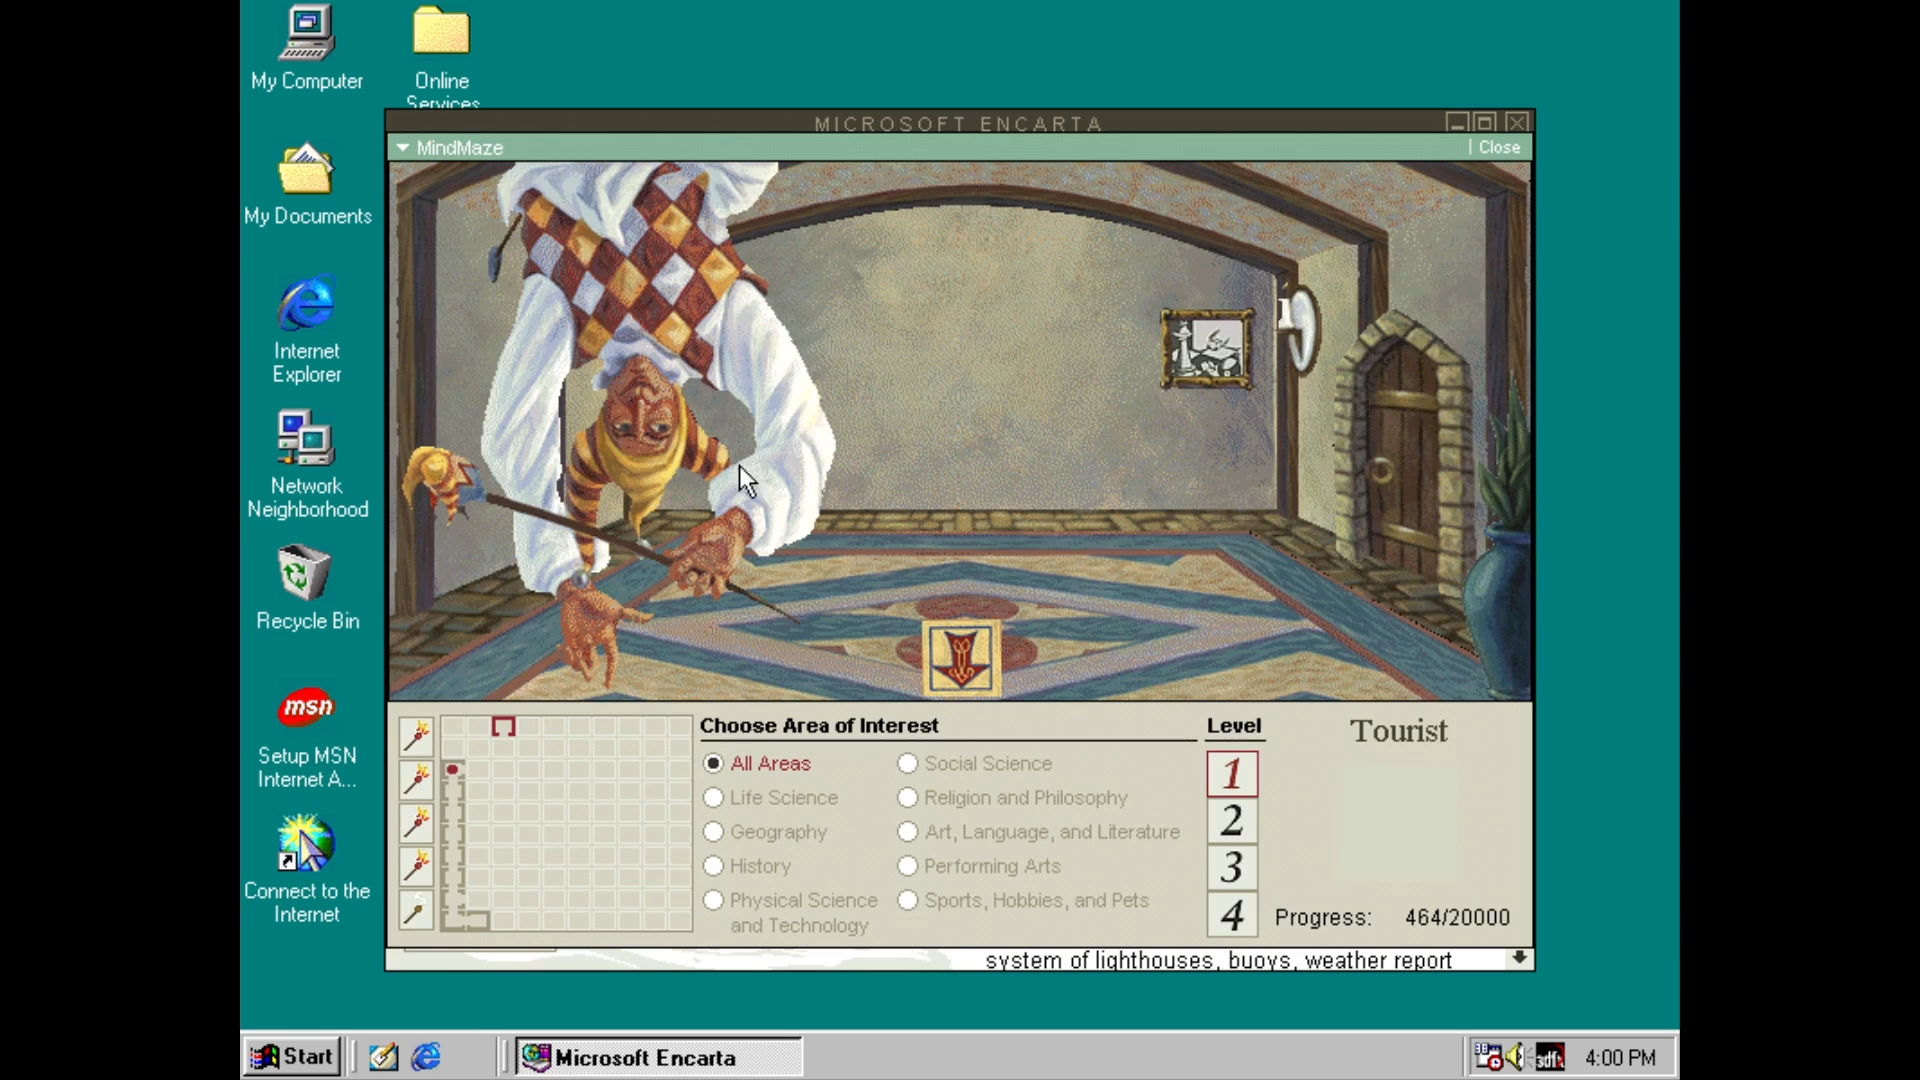 My Computer
Online
Services
My Documents
Internet
Explorer
Network
Neighborhood
Recycle Bin
msn
Setup MSN
Internet A...
Connect to the
Internet
MICROSOFT ENCARTA
MindMaze
Close
Choose Area of Interest
All Areas
Life Science
Geography
History
Physical Science
and Technology
Social Science
Religion and Philosophy
Art, Language, and Literature
Performing Arts
Sports, Hobbies, and Pets
Level
1
2
3
4
Tourist
Progress: 464/20000
system of lighthouses, buoys, weather report
Start
Microsoft Encarta
3dfx
4:00 PM